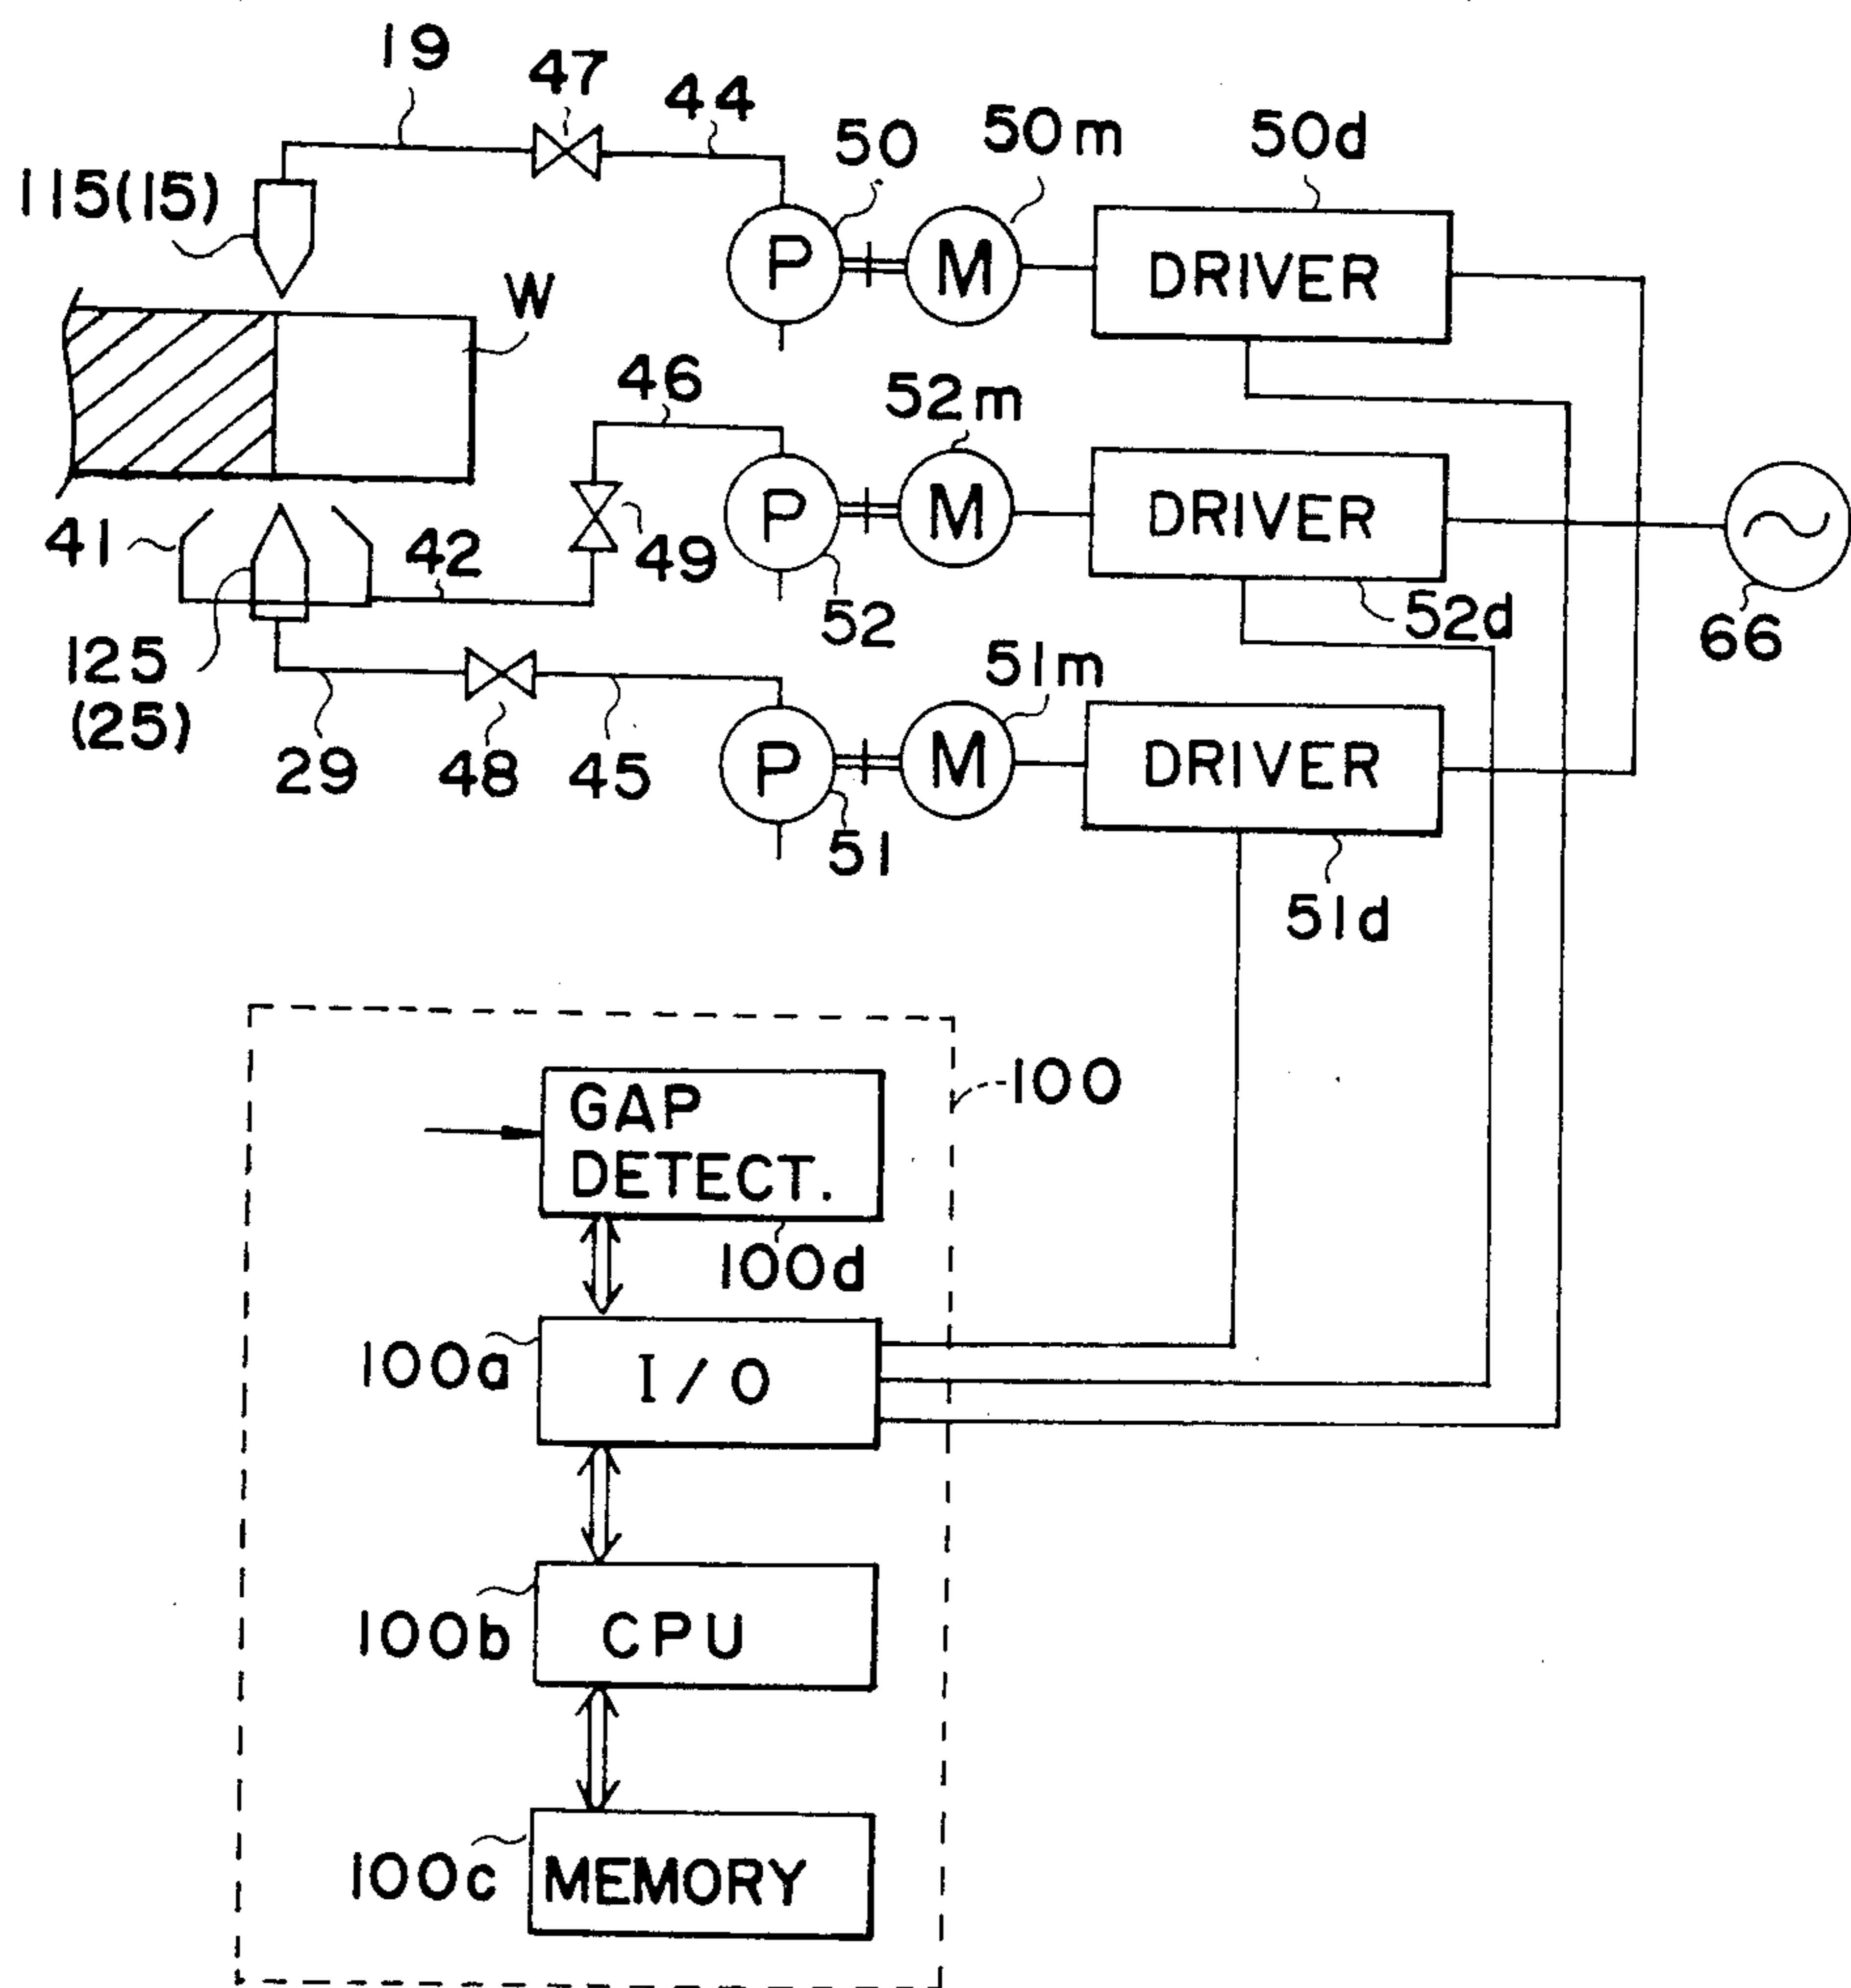 19
47
44
50
50m
50d
115(15)
P
M
DRIVER
W
46
52m
P
M
DRIVER
41
42
49
52
52d
66
125
(25)
51m
29
48
45
P
M
DRIVER
51
51d
GAP
DETECT.
100
100d
100a
I/O
100b
CPU
100c
MEMORY